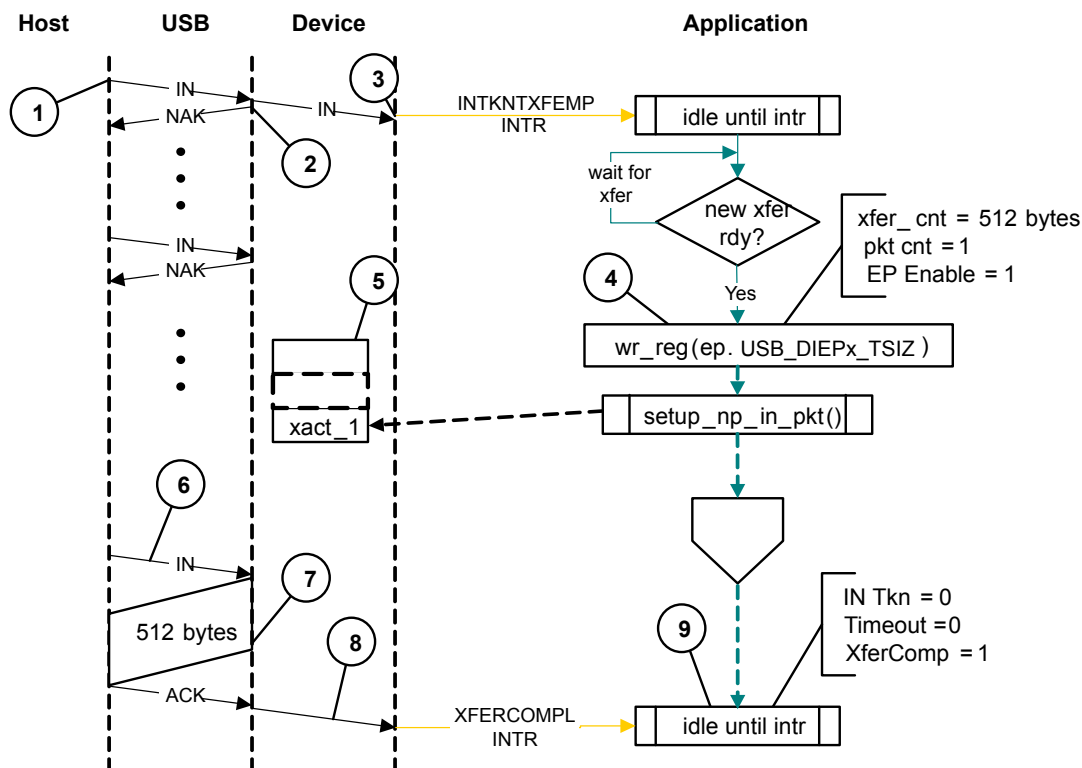 Host USB Device Application
1 IN IN 3 INTKNTXFEMP
INTR idle until intr
NAK 2
wait for
xfer
new xfer
rdy?
xfer_ cnt = 512 bytes
pkt cnt = 1
EP Enable = 1
IN
NAK
5
4
Yes
wr_reg(ep. USB_DIEPx_TSIZ )
xact_1
setup_np_in_pkt()
6
IN
7
512 bytes
8
9
IN Tkn = 0
Timeout =0
XferComp = 1
ACK
XFERCOMPL
INTR
idle until intr